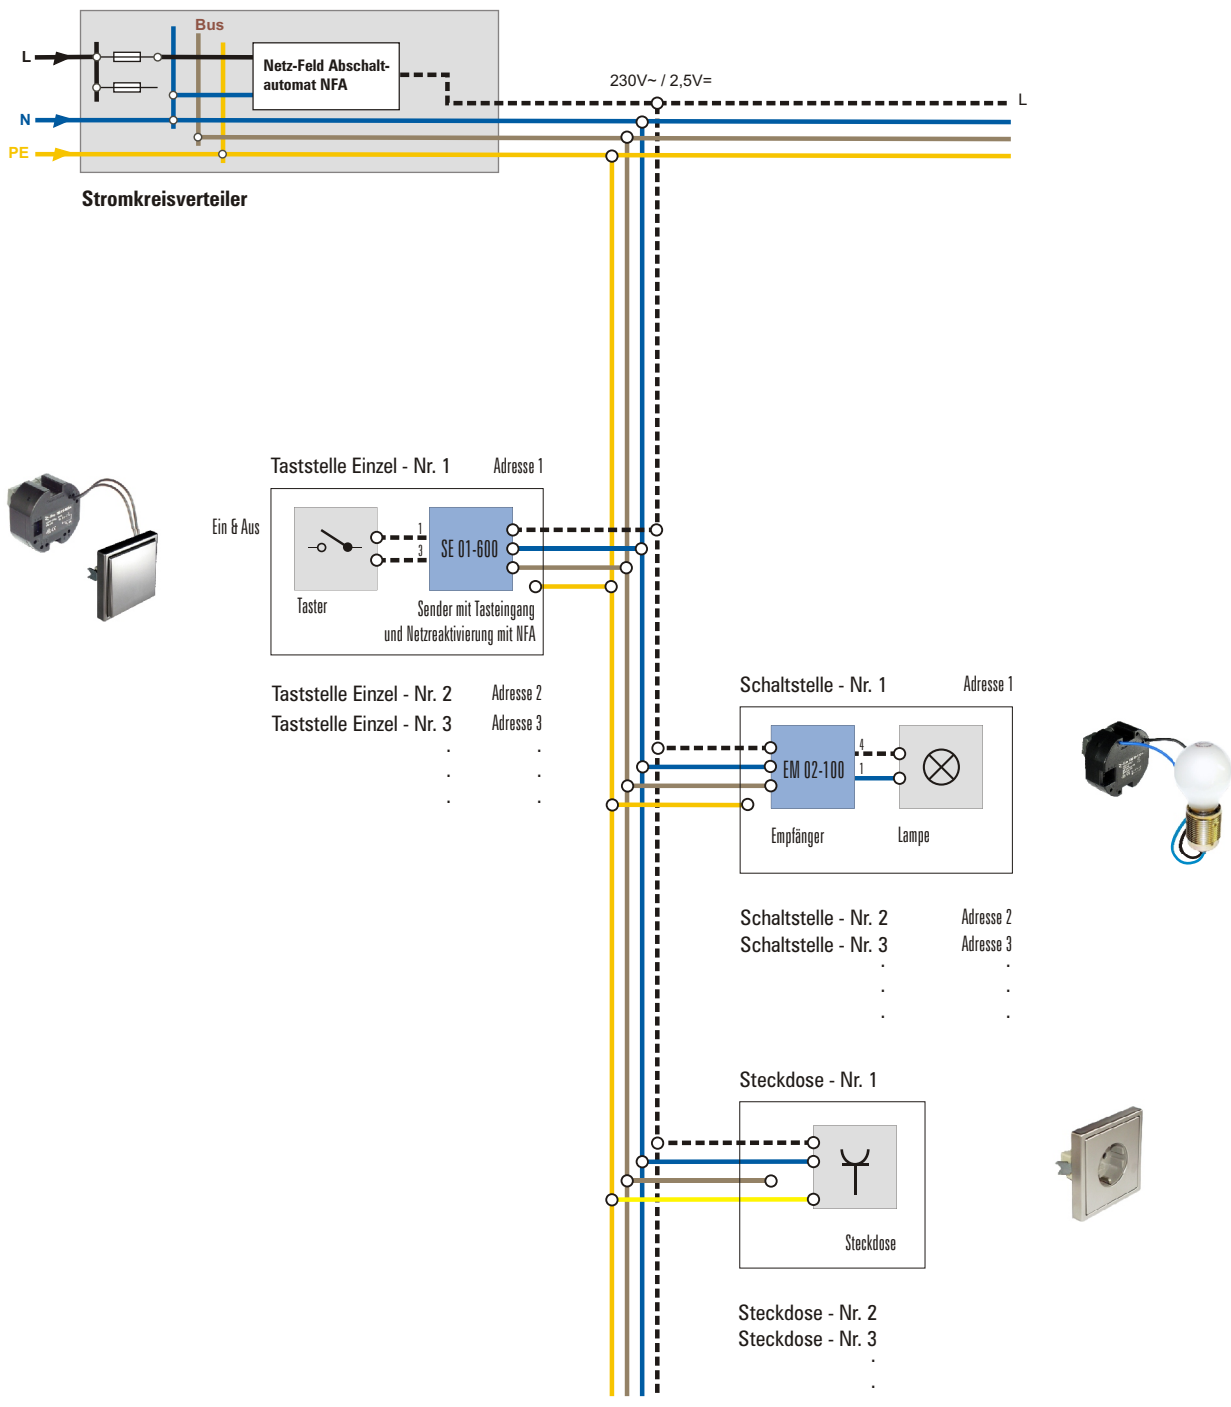 Bus
L
Netz-Feld Abschalt-
automat NFA
230V~ / 2,5V=
L
N
PE
Stromkreisverteiler
Taststelle Einzel - Nr. 1 Adresse 1
Ein & Aus
1
3
SE 01-600
Taster
Sender mit Tasteingang
und Netzreaktivierung mit NFA
Taststelle Einzel - Nr. 2 Adresse 2
Taststelle Einzel - Nr. 3 Adresse 3
. .
. .
. .
Schaltstelle - Nr. 1 Adresse 1
4
EM 02-100
1
Empfänger
Lampe
Schaltstelle - Nr. 2 Adresse 2
Schaltstelle - Nr. 3 Adresse 3
. .
. .
. .
Steckdose - Nr. 1
Steckdose
Steckdose - Nr. 2
Steckdose - Nr. 3
.
.